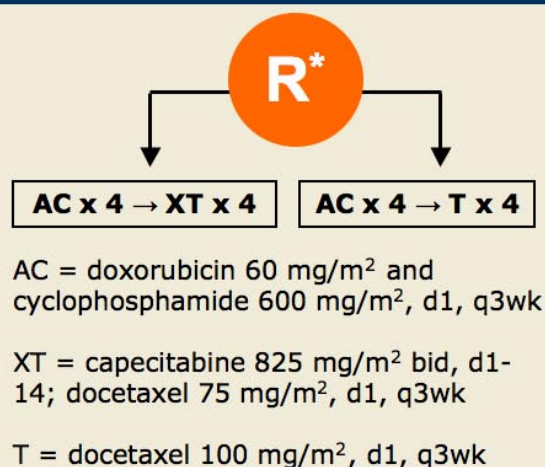 R*
AC x 4 → XT x 4
AC x 4 → T x 4
AC = doxorubicin 60 mg/m² and
cyclophosphamide 600 mg/m², d1, q3wk
XT = capecitabine 825 mg/m² bid, d1-
14; docetaxel 75 mg/m², d1, q3wk
T = docetaxel 100 mg/m², d1, q3wk